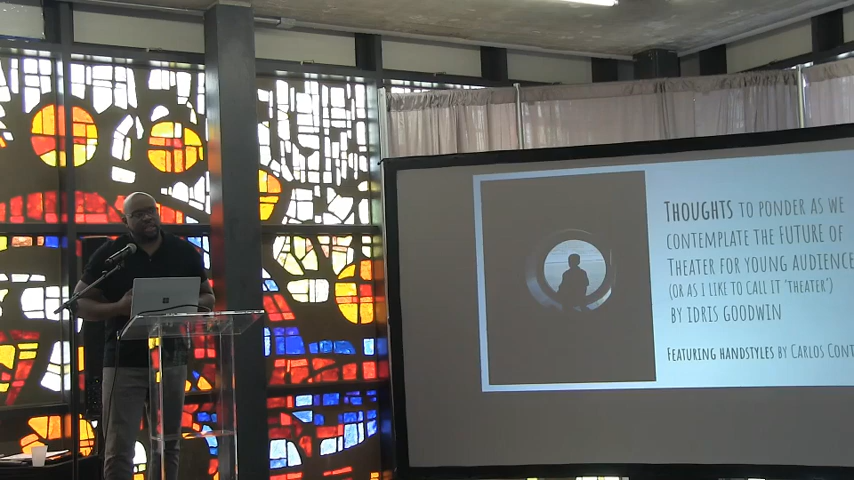 THOUGHTS TO PONDER AS WE
CONTEMPLATE THE FUTURE OF
THEATER FOR YOUNG AUDIENCE
(OR AS I LIKE TO CALL IT 'THEATER')
BY IDRIS GOODWIN
FEATURING HANDSTYLES BY CARLOS CONT